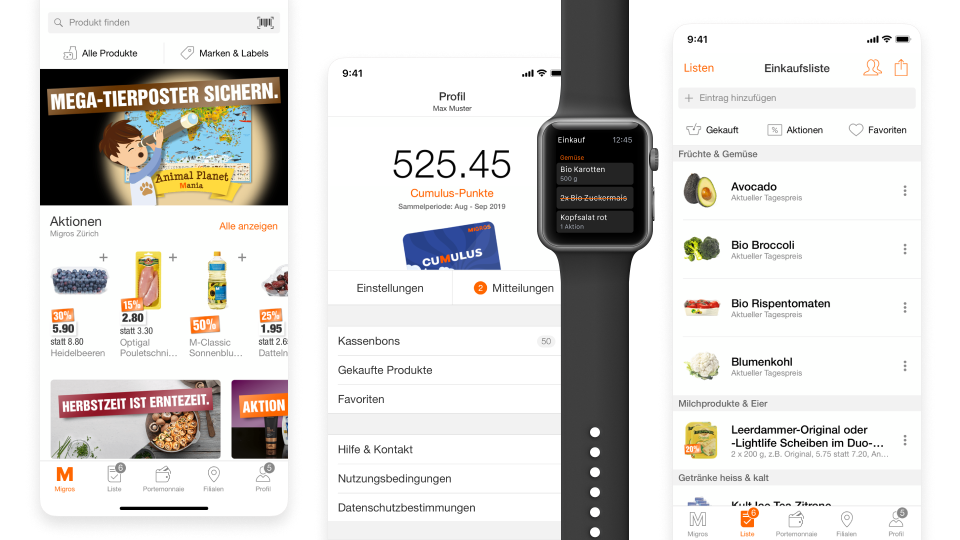 Produkt finden
Alle Produkte
Marken & Labels
MEGA-TIERPOSTER SICHERN.
Animal Planet
Mania
Aktionen
Migros Zürich
Alle anzeigen
30%
5.90
statt 8.80
Heidelbeeren
15%
2.80
statt 3.30
Optigal
Pouletschni...
50%
M-Classic
Sonnenblu...
25%
1.95
statt 2.6
Datteln
HERBSTZEIT IST ERNTEZEIT.
AKTION
M
Migros
6
Liste
Portemonnaie
Filialen
5
Profil
9:41
Profil
Max Muster
525.45
Cumulus-Punkte
Sammelperiode: Aug - Sep 2019
MIGROS
CUMULUS
Einstellungen
2
Mitteilungen
Kassenbons
50
Gekaufte Produkte
Favoriten
Hilfe & Kontakt
Nutzungsbedingungen
Datenschutzbestimmungen
Einkauf
12:45
Gemüse
Bio Karotten
500 g
2x Bio Zuckermais
Kopfsalat rot
1 Aktion
9:41
Listen
Einkaufsliste
Eintrag hinzufügen
Gekauft
% Aktionen
Favoriten
Früchte & Gemüse
Avocado
Aktueller Tagespreis
Bio Broccoli
Aktueller Tagespreis
Bio Rispentomaten
Aktueller Tagespreis
Blumenkohl
Aktueller Tagespreis
Milchprodukte & Eier
20%
Leerdammer-Original oder
-Lightlife Scheiben im Duo-...
2 x 200 g, z.B. Original, 5.75 statt 7.20, An...
Getränke heiss & kalt
Kult Ice Tea Zitrone
M
Migros
6
Liste
Portemonnaie
Filialen
5
Profil